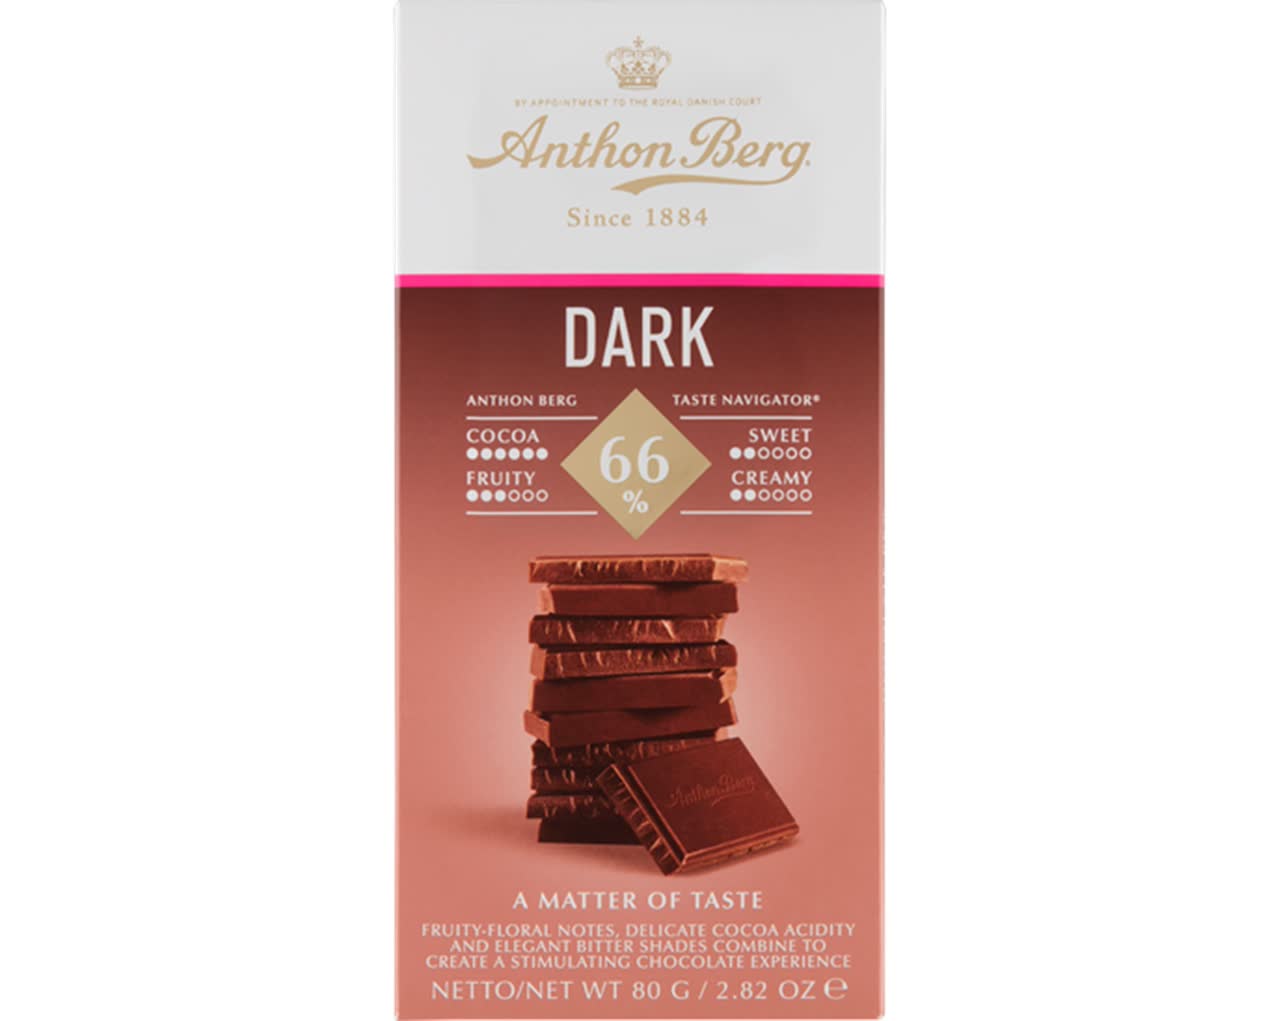 BY APPOINTMENT TO THE ROYAL DANISH COURT
Anthon Berg
Since 1884
DARK
ANTHON BERG TASTE NAVIGATOR®
COCOA
FRUITY
66
%
SWEET
CREAMY
Anthon Berg
A MATTER OF TASTE
FRUITY-FLORAL NOTES, DELICATE COCOA ACIDITY
AND ELEGANT BITTER SHADES COMBINE TO
CREATE A STIMULATING CHOCOLATE EXPERIENCE
NETTO/NET WT 80 G / 2.82 OZ ℮